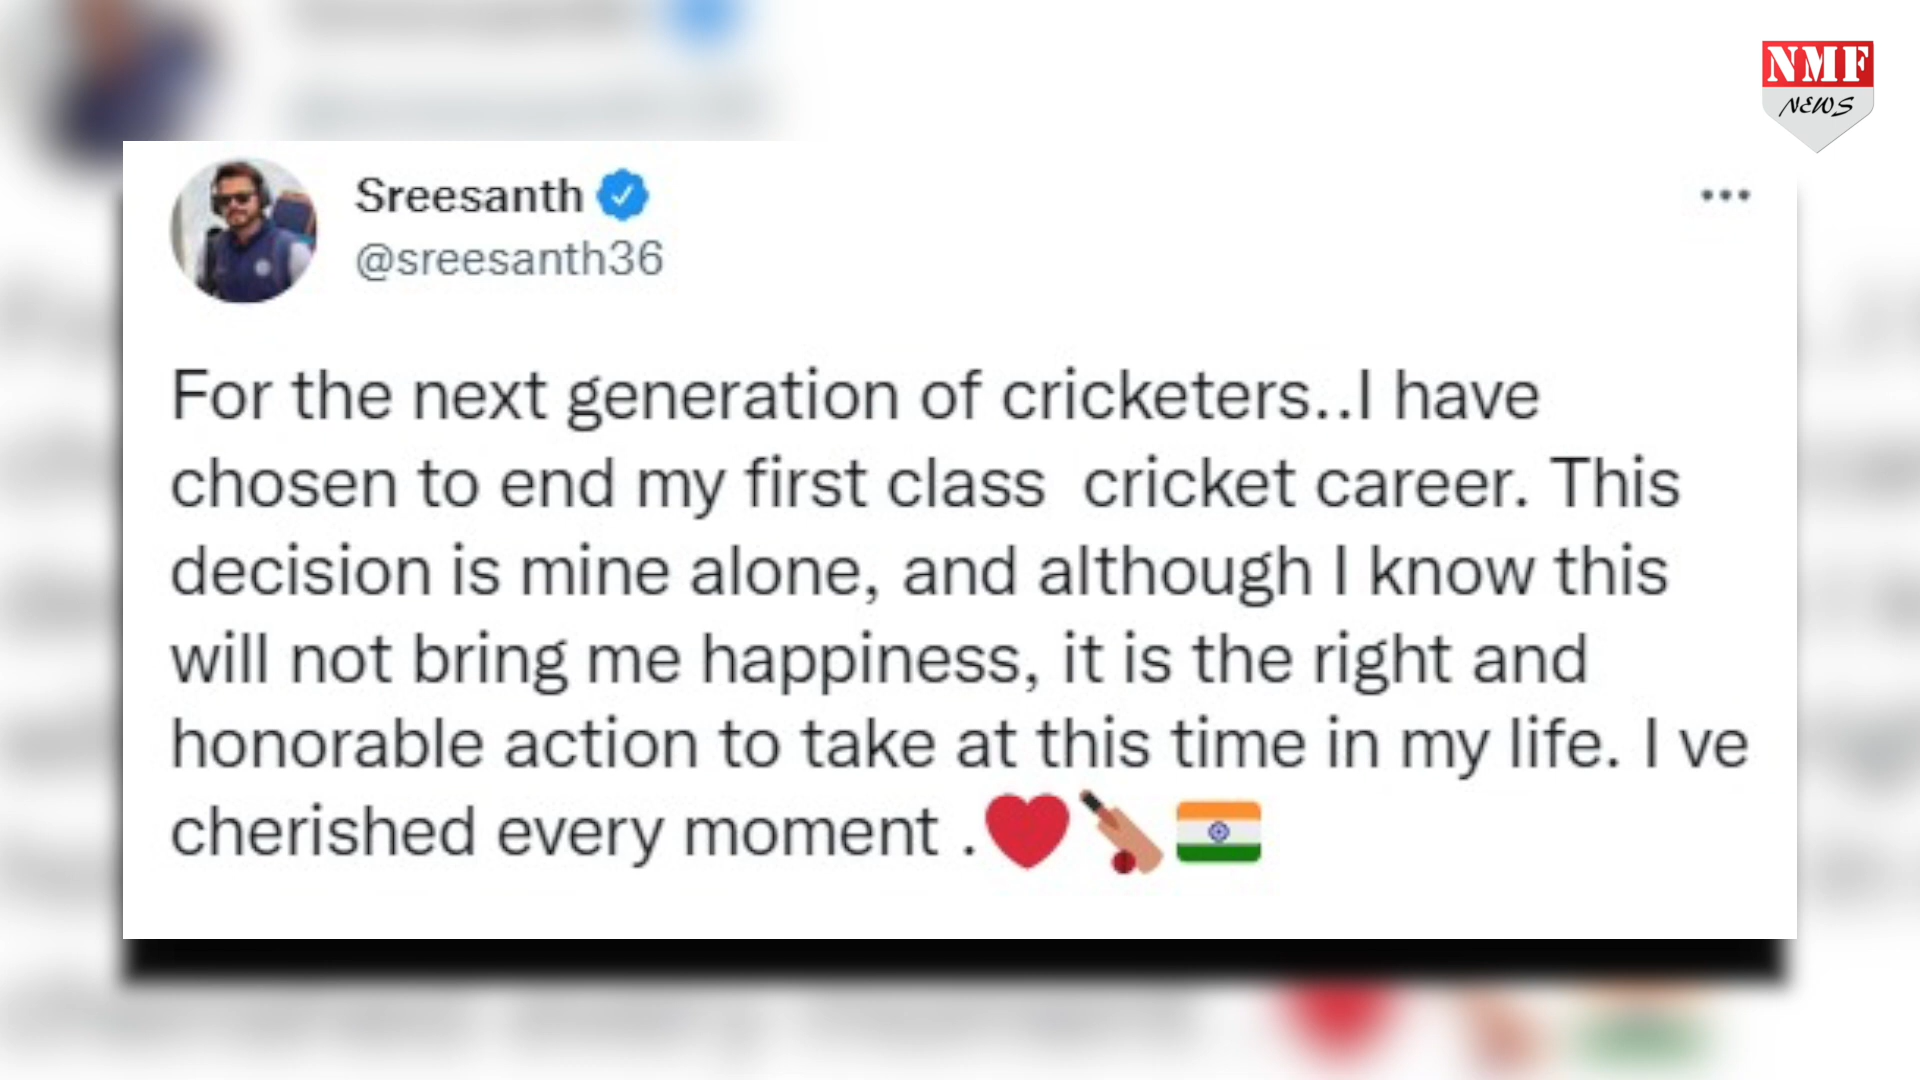 NMF
NEWS
Sreesanth
@sreesanth36
For the next generation of cricketers..I have
chosen to end my first class  cricket career. This
decision is mine alone, and although I know this
will not bring me happiness, it is the right and
honorable action to take at this time in my life. I ve
cherished every moment .❤️🏏🇮🇳